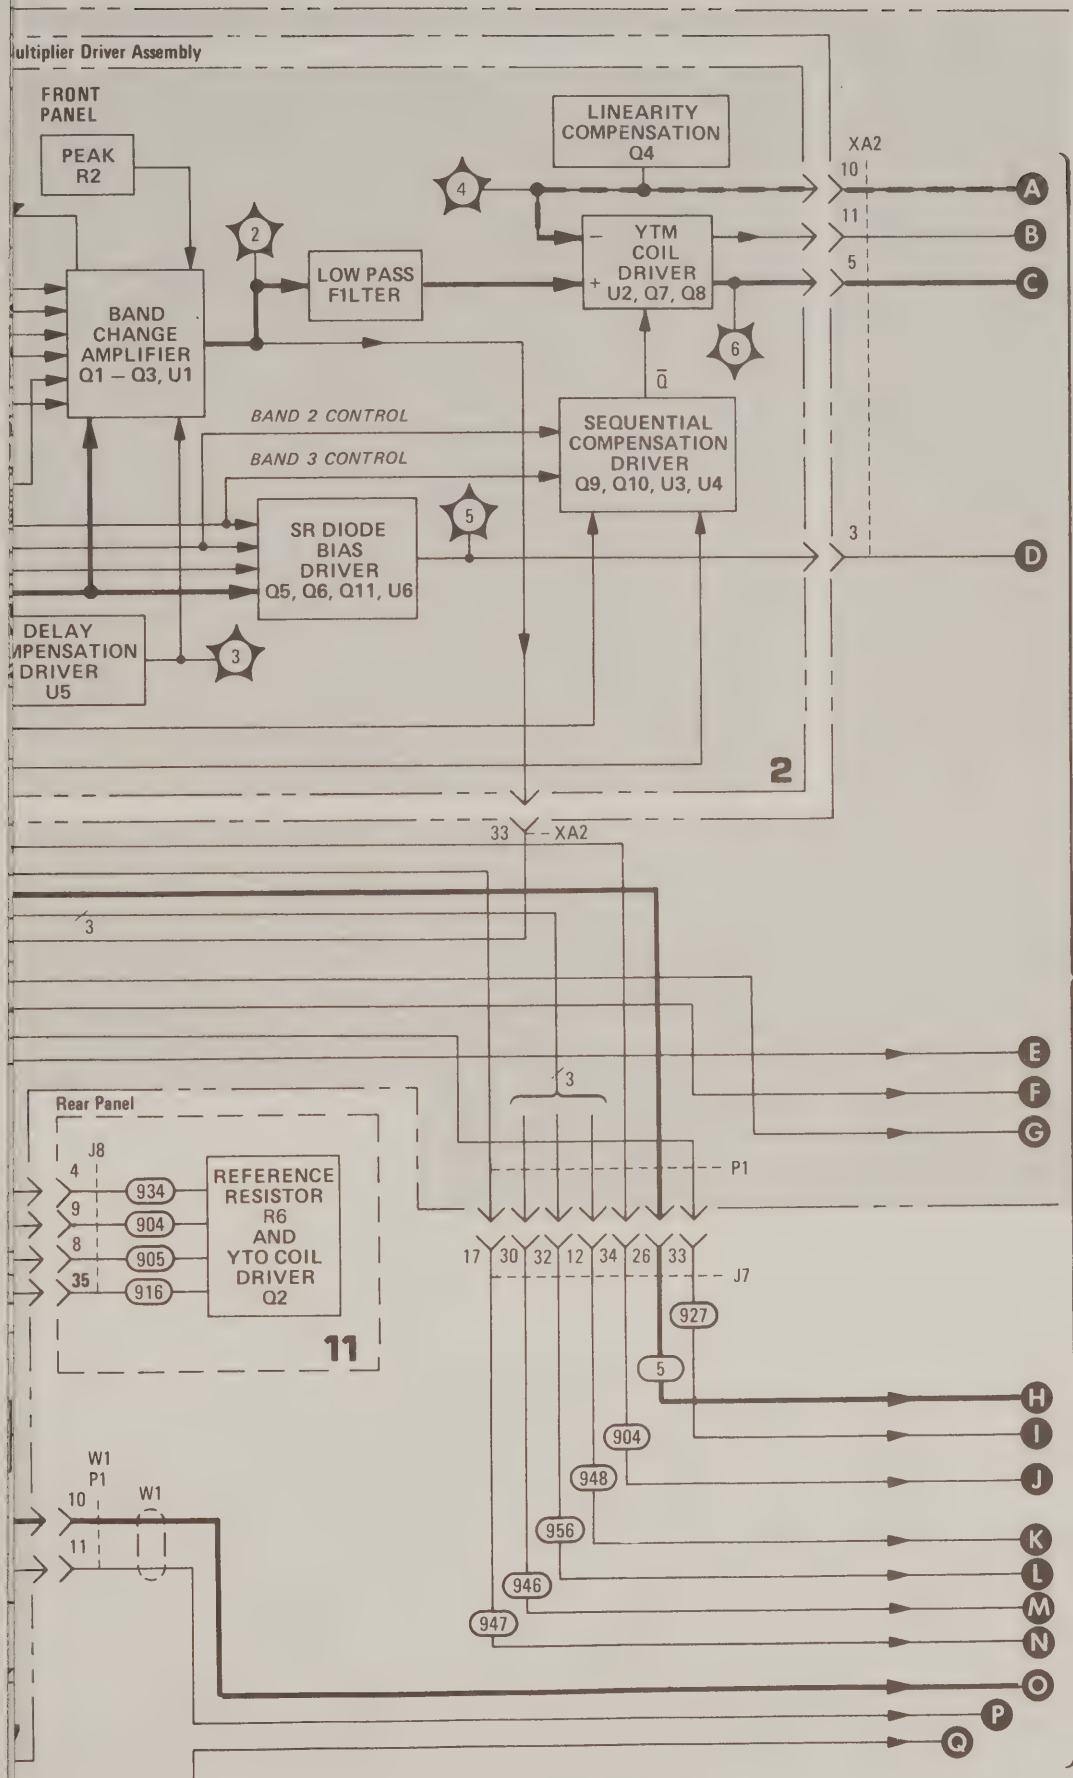 ultiplier Driver Assembly
FRONT
PANEL
PEAK
R2
LINEARITY
COMPENSATION
Q4
XA2
4
10
A
2
11
B
BAND
CHANGE
AMPLIFIER
Q1 – Q3, U1
LOW PASS
FILTER
–
+
YTM
COIL
DRIVER
U2, Q7, Q8
5
C
6
Q̅
BAND 2 CONTROL
BAND 3 CONTROL
SEQUENTIAL
COMPENSATION
DRIVER
Q9, Q10, U3, U4
SR DIODE
BIAS
DRIVER
Q5, Q6, Q11, U6
5
3
D
DELAY
MPENSATION
DRIVER
U5
3
2
33
XA2
3
E
3
F
G
Rear Panel
J8
4
934
9
904
8
905
35
916
REFERENCE
RESISTOR
R6
AND
YTO COIL
DRIVER
Q2
11
P1
17 30 32 12 34 26 33
J7
927
5
H
904
I
948
J
W1
P1
W1
10
11
956
K
946
L
947
M
N
O
P
Q